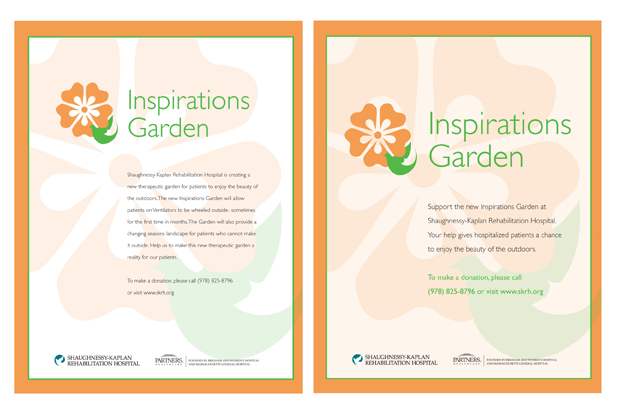 Inspirations
Garden
Shaughnessy-Kaplan Rehabilitation Hospital is creating a
new therapeutic garden for patients to enjoy the beauty of
the outdoors. The new Inspirations Garden will allow
patients on Ventilators to be wheeled outside- sometimes
for the first time in months. The Garden will also provide a
changing seasons landscape for patients who cannot make
it outside. Help us to make this new therapeutic garden a
reality for our patients.
To make a donation, please call (978) 825-8796
or visit www.skrh.org
SHAUGHNESSY-KAPLAN
REHABILITATION HOSPITAL
PARTNERS.
HEALTHCARE
FOUNDED BY BRIGHAM AND WOMEN'S HOSPITAL
AND MASSACHUSETTS GENERAL HOSPITAL
Inspirations
Garden
Support the new Inspirations Garden at
Shaughnessy-Kaplan Rehabilitation Hospital.
Your help gives hospitalized patients a chance
to enjoy the beauty of the outdoors.
To make a donation, please call
(978) 825-8796 or visit www.skrh.org
SHAUGHNESSY-KAPLAN
REHABILITATION HOSPITAL
PARTNERS.
HEALTHCARE
FOUNDED BY BRIGHAM AND WOMEN'S HOSPITAL
AND MASSACHUSETTS GENERAL HOSPITAL